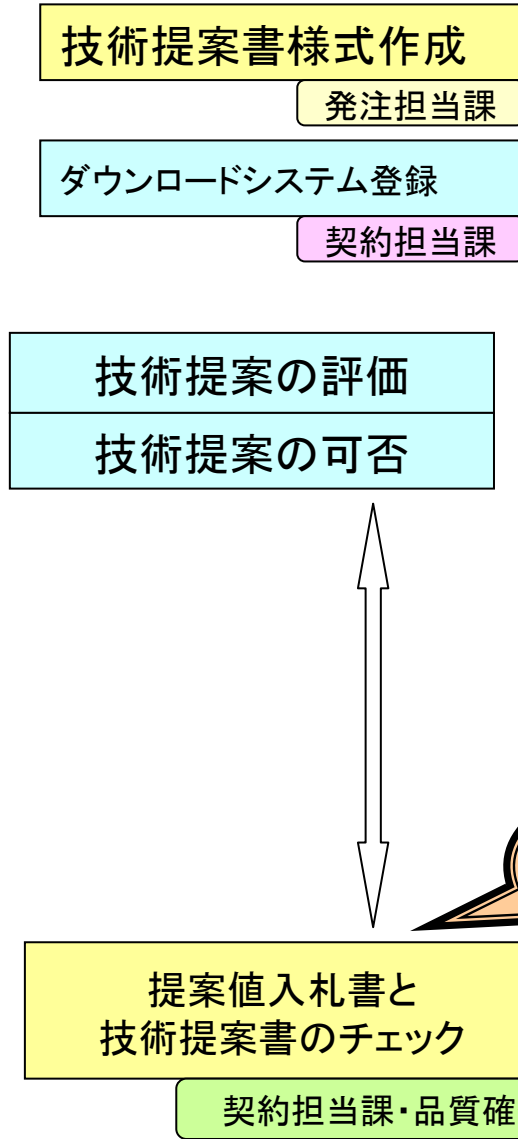 技術提案書様式作成
発注担当課
ダウンロードシステム登録
契約担当課
技術提案の評価
技術提案の可否
提案値入札書と
技術提案書のチェック
契約担当課・品質確